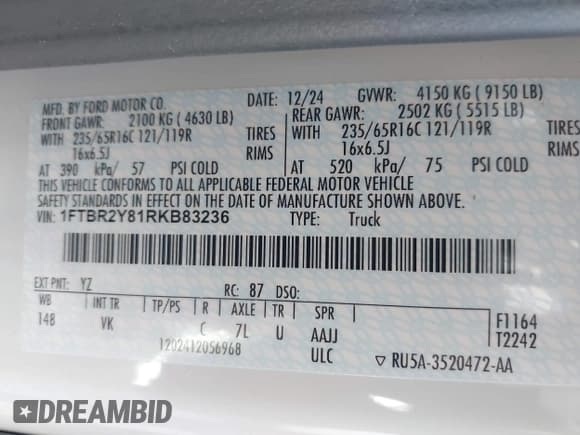 MFD. BY FORD MOTOR CO. DATE: 12/24 GVWR: 4150 KG ( 9150 LB)
FRONT GAWR: 2100 KG ( 4630 LB) REAR GAWR: 2502 KG ( 5515 LB)
WITH 235/65R16C 121/119R TIRES WITH 235/65R16C 121/119R TIRES
16x6.5J RIMS 16x6.5J RIMS
AT 390 kPa/ 57 PSI COLD AT 520 kPa/ 75 PSI COLD
THIS VEHICLE CONFORMS TO ALL APPLICABLE FEDERAL MOTOR VEHICLE
SAFETY STANDARDS IN EFFECT ON THE DATE OF MANUFACTURE SHOWN ABOVE.
VIN: 1FTBR2Y81RKB83236 TYPE: Truck
EXT PNT: YZ RC: 87 DSO:
WB INT TR TP/PS R AXLE TR SPR
148 VK C 7L U AAJJ F1164
1202412056968 ULC T2242
▽ RU5A-3520472-AA
DREAMBID